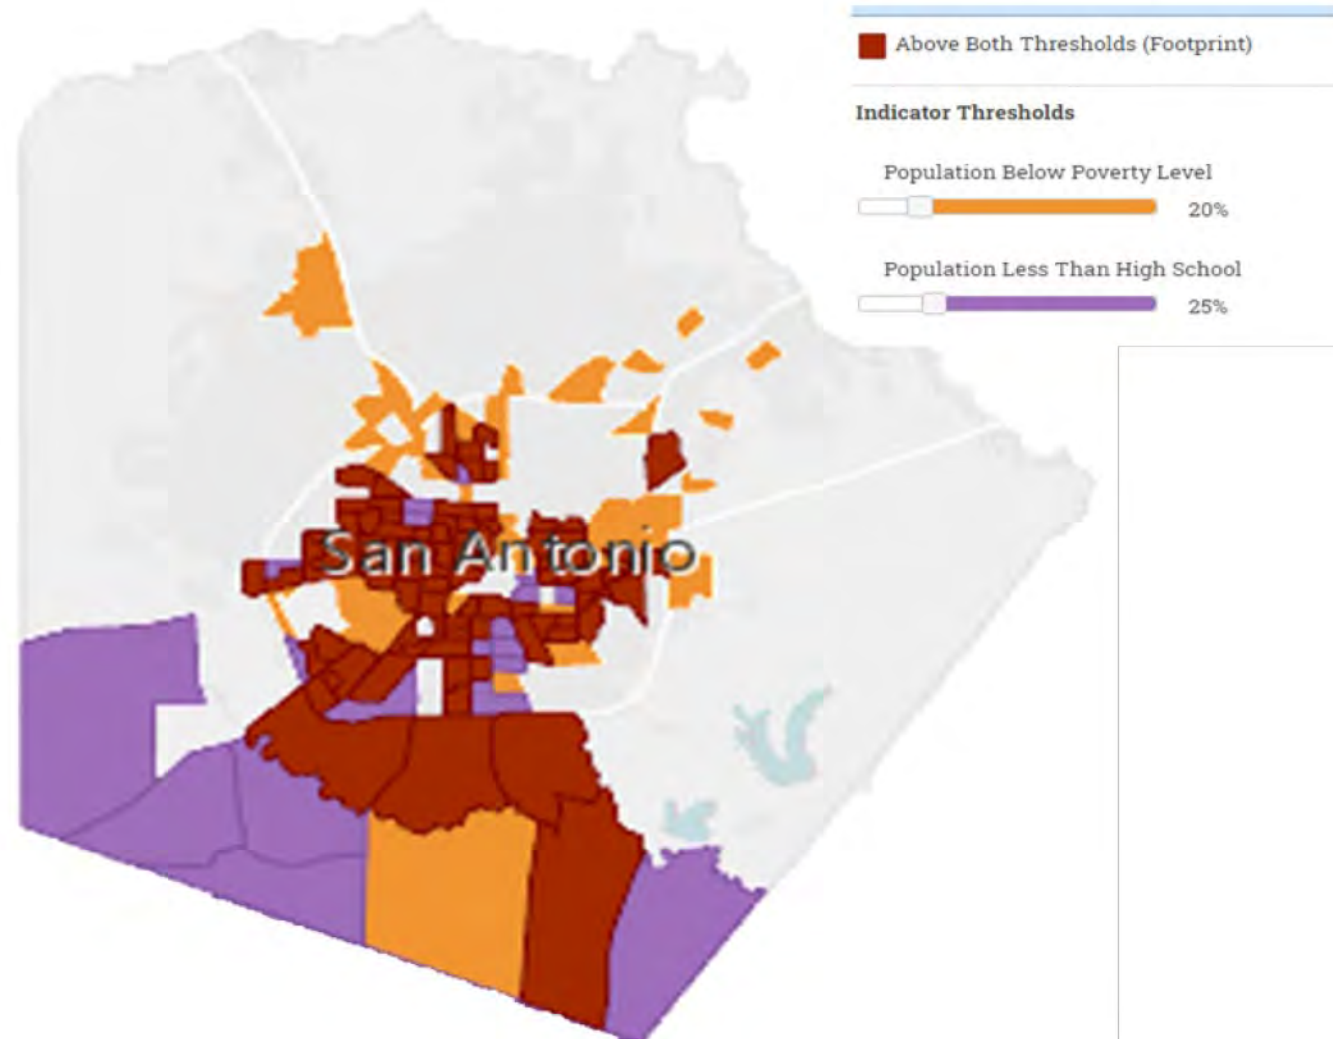 Above Both Thresholds (Footprint)
Indicator Thresholds
Population Below Poverty Level
20%
Population Less Than High School
25%
San Antonio